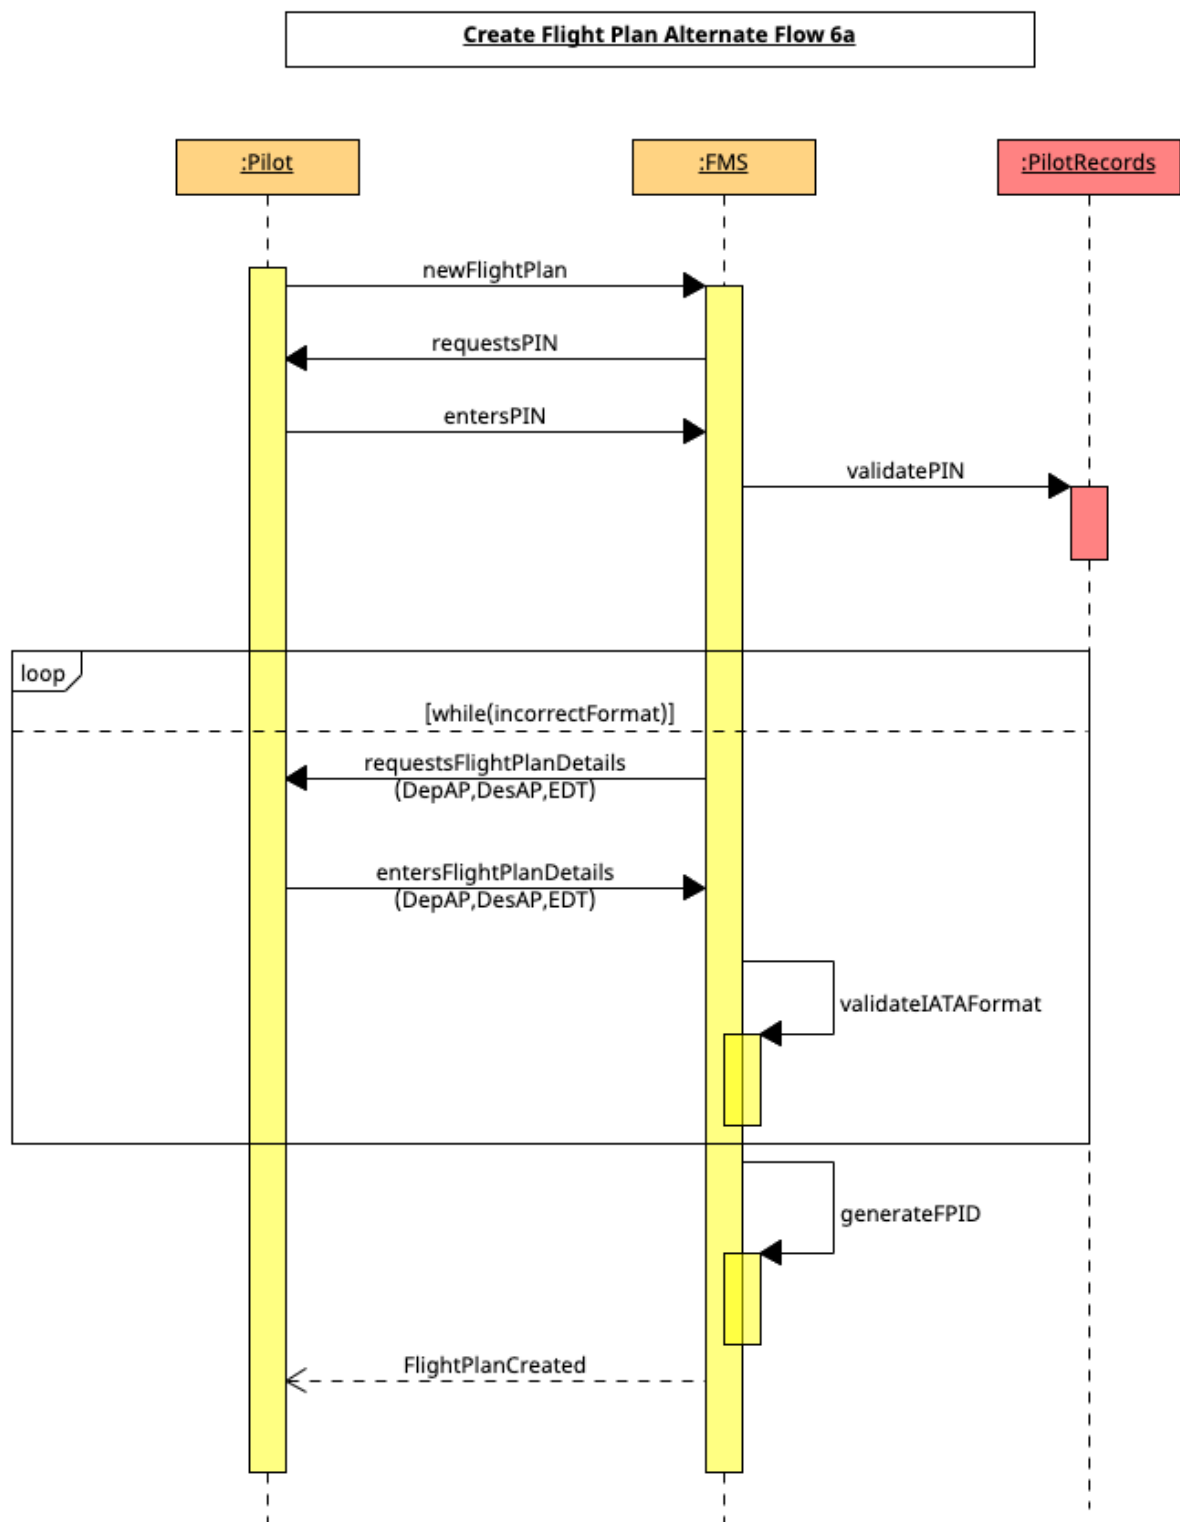 Create Flight Plan Alternate Flow 6a
:Pilot
:FMS
:PilotRecords
newFlightPlan
requestsPIN
entersPIN
validatePIN
loop
[while(incorrectFormat)]
requestsFlightPlanDetails
(DepAP,DesAP,EDT)
entersFlightPlanDetails
(DepAP,DesAP,EDT)
validateIATAFormat
generateFPID
FlightPlanCreated